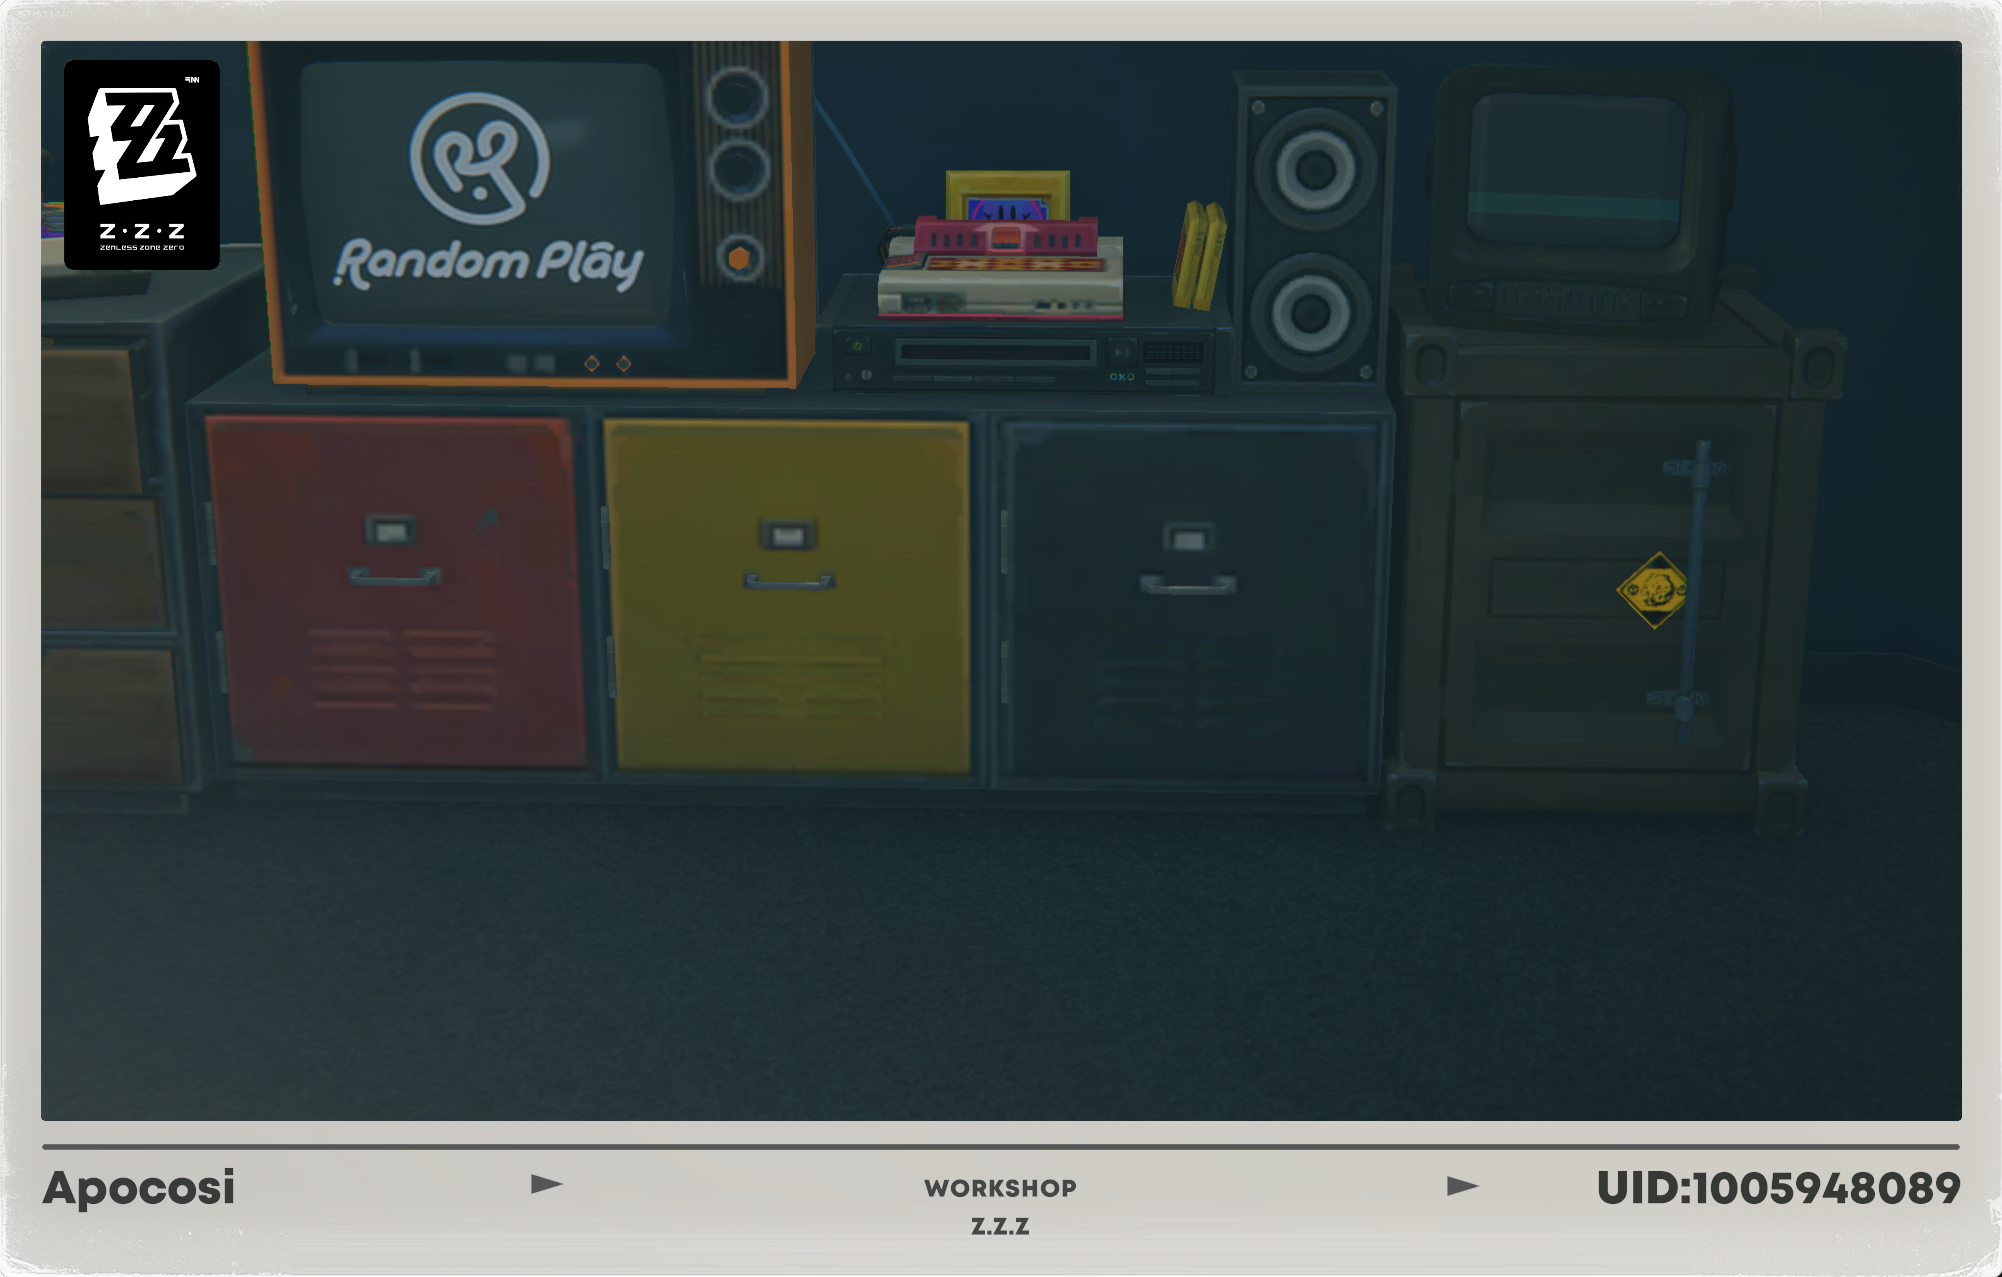 Z·Z·Z
ZENLESS ZONE ZERO
Random Play
Apocosi
WORKSHOP
UID:1005948089
Z.Z.Z